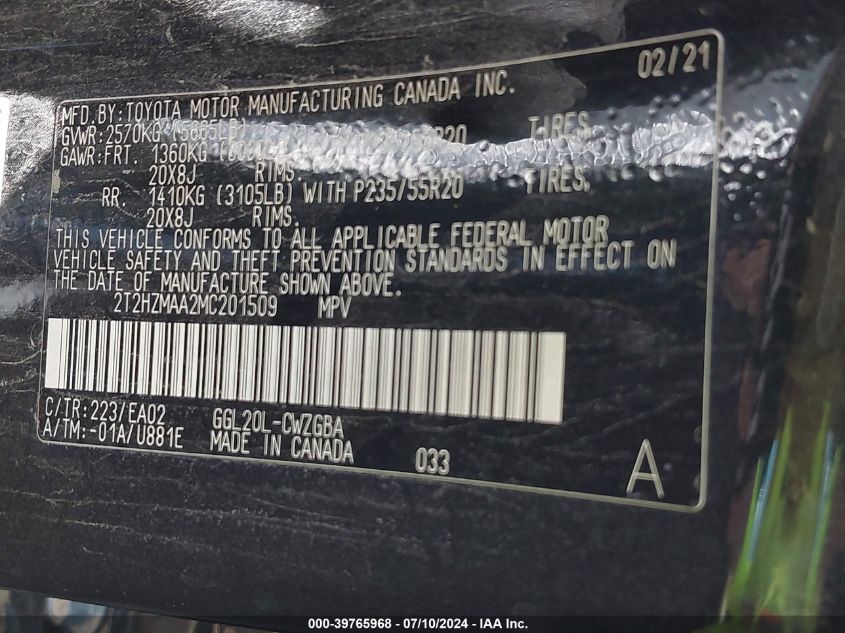 02/21
MFD.BY:TOYOTA MOTOR MANUFACTURING CANADA INC.
GVWR:2570KG (5665LB)
GAWR:FRT. 1360KG TIRES,
20X8J RIMS
RR. 1410KG (3105LB) WITH P235/55R20 TIRES,
20X8J RIMS.
THIS VEHICLE CONFORMS TO ALL APPLICABLE FEDERAL MOTOR
VEHICLE SAFETY AND THEFT PREVENTION STANDARDS IN EFFECT ON
THE DATE OF MANUFACTURE SHOWN ABOVE.
2T2HZMAA2MC201509 MPV
C/TR:223/EA02 GGL20L-CWZGBA
A/TM:-01A/U881E MADE IN CANADA 033 A
000-39765968 - 07/10/2024 - IAA Inc.